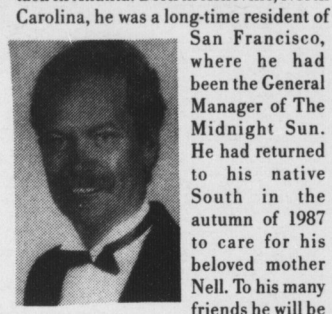 Carolina, he was a long-time resident of
San Francisco,
where he had
been the General
Manager of The
Midnight Sun.
He had returned
to his native
South in the
autumn of 1987
to care for his
beloved mother
Nell. To his many
friends he will be